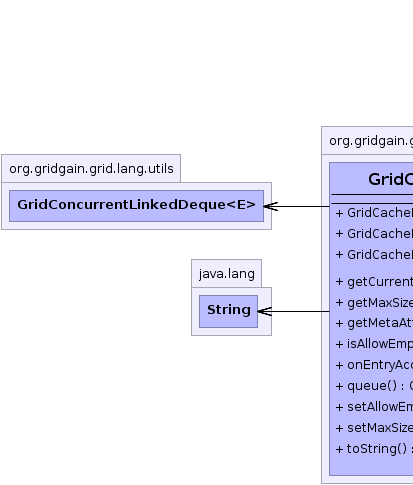 org.gridgain.grid.lang.utils
GridConcurrentLinkedDeque<E>
java.lang
String
org.gridgain.g
GridC
+ GridCacheI
+ GridCacheI
+ GridCacheI
+ getCurrent
+ getMaxSize
+ getMetaAtt
+ isAllowEmp
+ onEntryAcc
+ queue() : G
+ setAllowEm
+ setMaxSize
+ toString() :